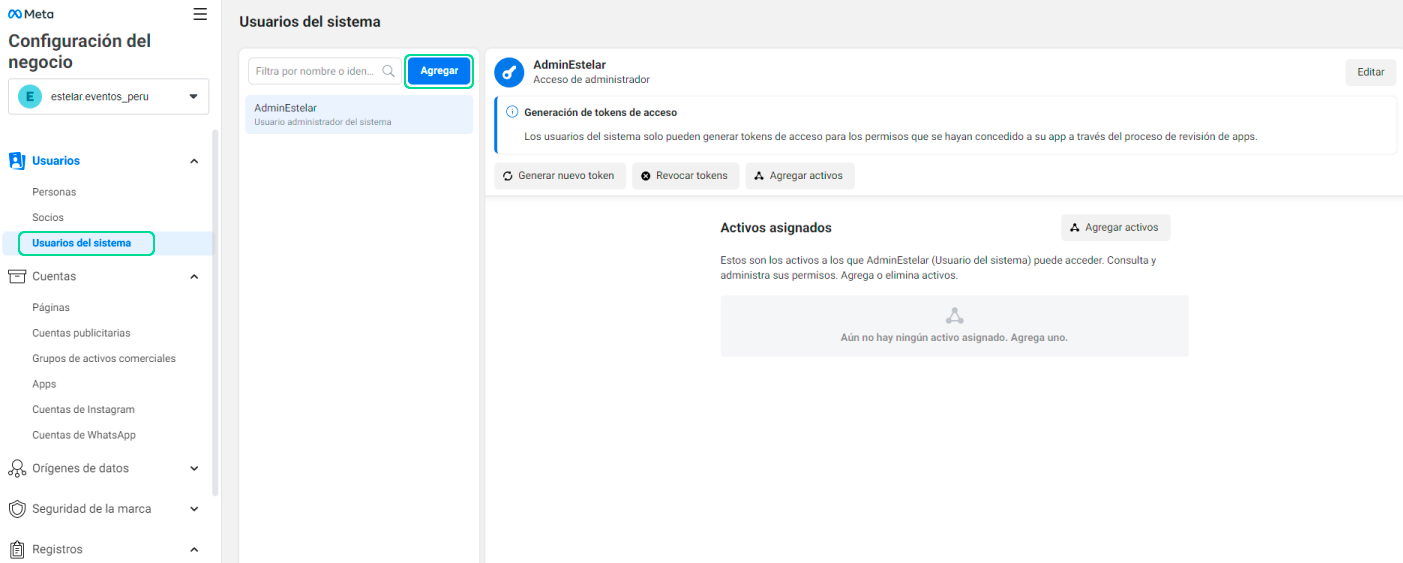 Meta
Configuración del
negocio
E
estelar.eventos_peru
Usuarios
Personas
Socios
Usuarios del sistema
Cuentas
Páginas
Cuentas publicitarias
Grupos de activos comerciales
Apps
Cuentas de Instagram
Cuentas de WhatsApp
Orígenes de datos
Seguridad de la marca
Registros
Usuarios del sistema
Filtra por nombre o iden...
Agregar
AdminEstelar
Usuario administrador del sistema
AdminEstelar
Acceso de administrador
Editar
Generación de tokens de acceso
Los usuarios del sistema solo pueden generar tokens de acceso para los permisos que se hayan concedido a su app a través del proceso de revisión de apps.
Generar nuevo token
Revocar tokens
Agregar activos
Activos asignados
Agregar activos
Estos son los activos a los que AdminEstelar (Usuario del sistema) puede acceder. Consulta y
administra sus permisos. Agrega o elimina activos.
Aún no hay ningún activo asignado. Agrega uno.